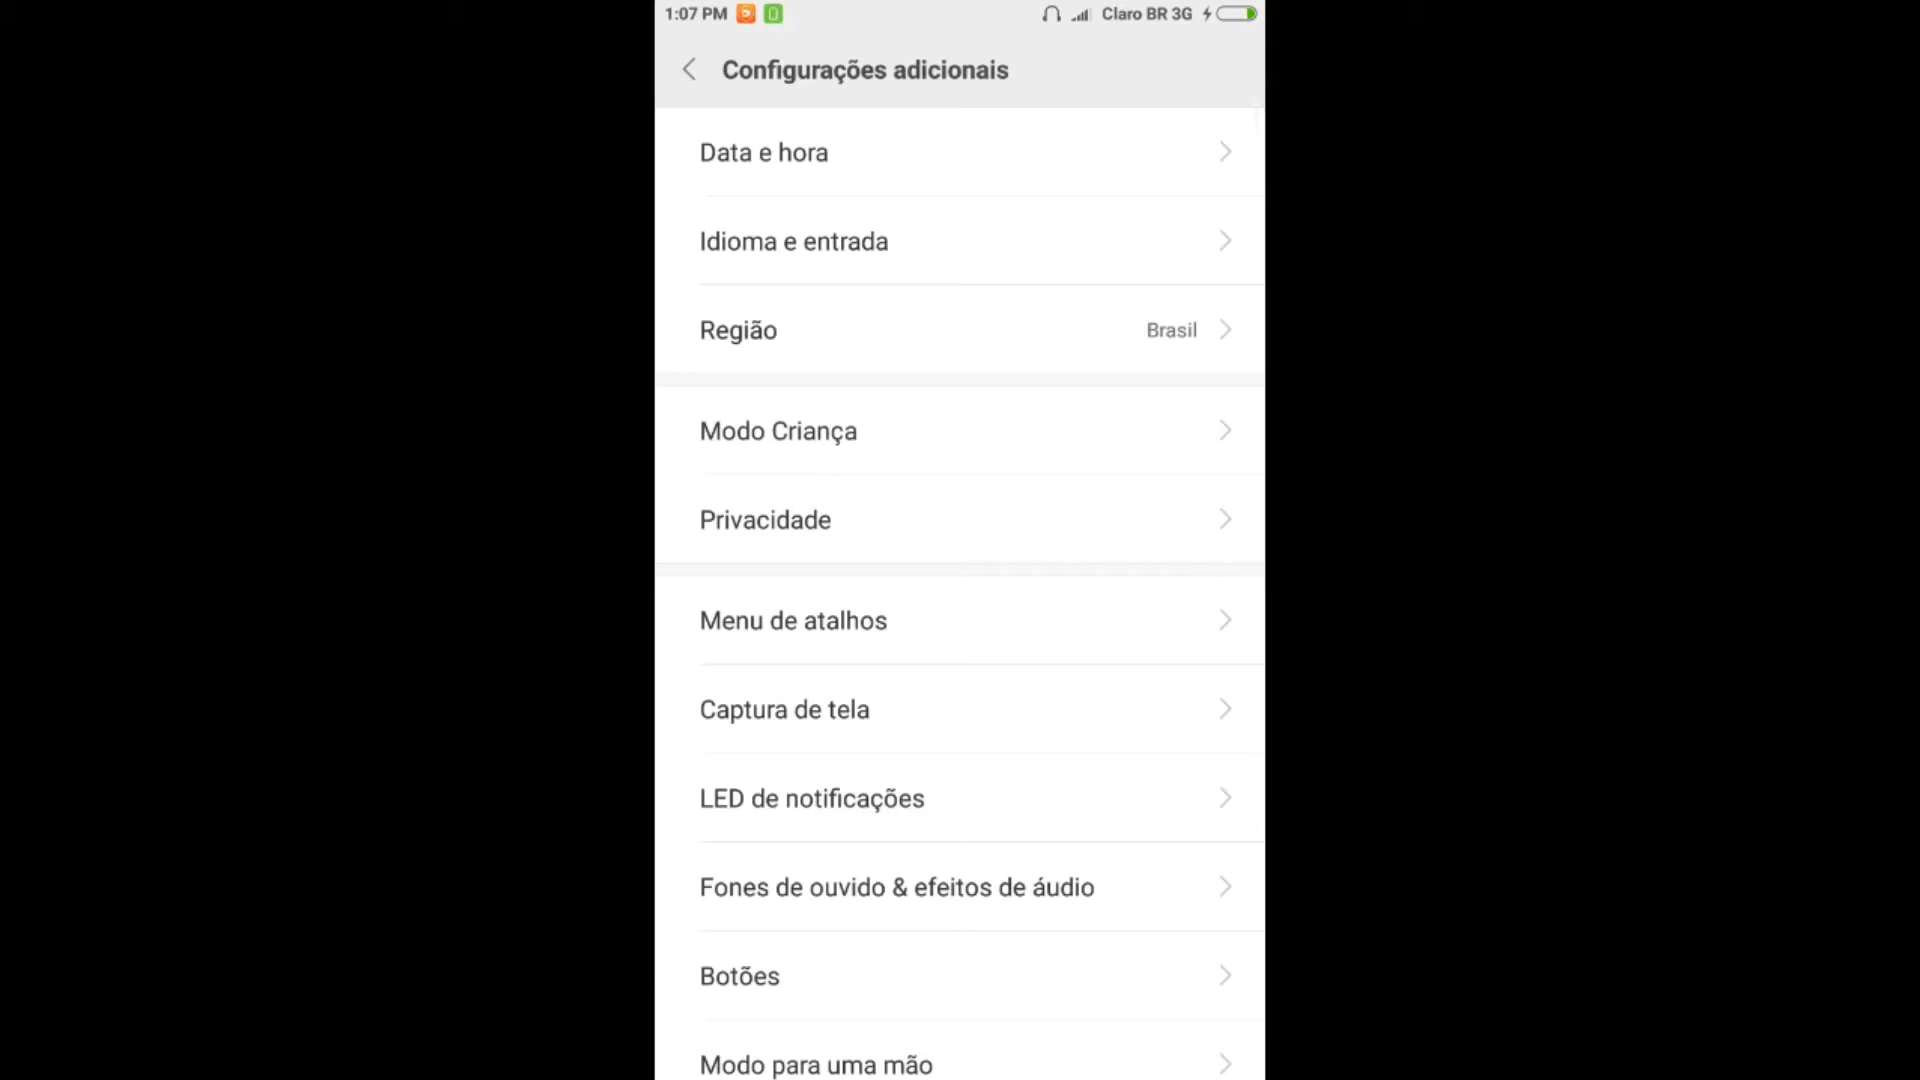 1:07 PM Claro BR 3G
Configurações adicionais
Data e hora
Idioma e entrada
Região Brasil
Modo Criança
Privacidade
Menu de atalhos
Captura de tela
LED de notificações
Fones de ouvido & efeitos de áudio
Botões
Modo para uma mão